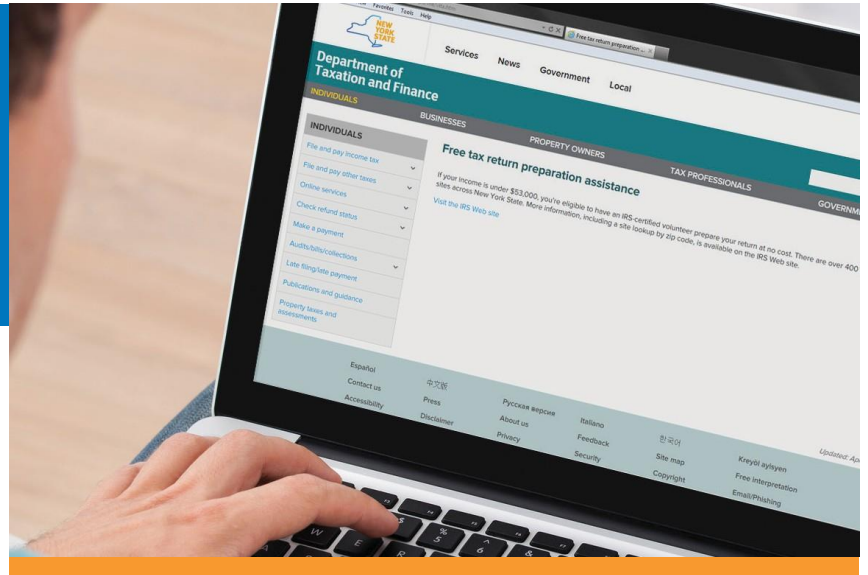 Favorites Tools Help
Free tax return preparation ...
NEW
YORK
STATE
Services News Government Local
Department of
Taxation and Finance
INDIVIDUALS BUSINESSES PROPERTY OWNERS TAX PROFESSIONALS
INDIVIDUALS
File and pay income tax
File and pay other taxes
Online services
Check refund status
Make a payment
Audits/bills/collections
Late filing/late payment
Publications and guidance
Property taxes and
assessments
Free tax return preparation assistance
If your income is under $53,000, you're eligible to have an IRS-certified volunteer prepare your return at no cost. There are over 400
sites across New York State. More information, including a site lookup by zip code, is available on the IRS Web site.
Visit the IRS Web site
Updated:
Español 中文版 Русская версия Italiano 한국어 Kreyòl ayisyen
Contact us Press About us Feedback Site map Free interpretation
Accessibility Disclaimer Privacy Security Copyright Email/Phishing
$ % ^ &
4 5 6
W E R